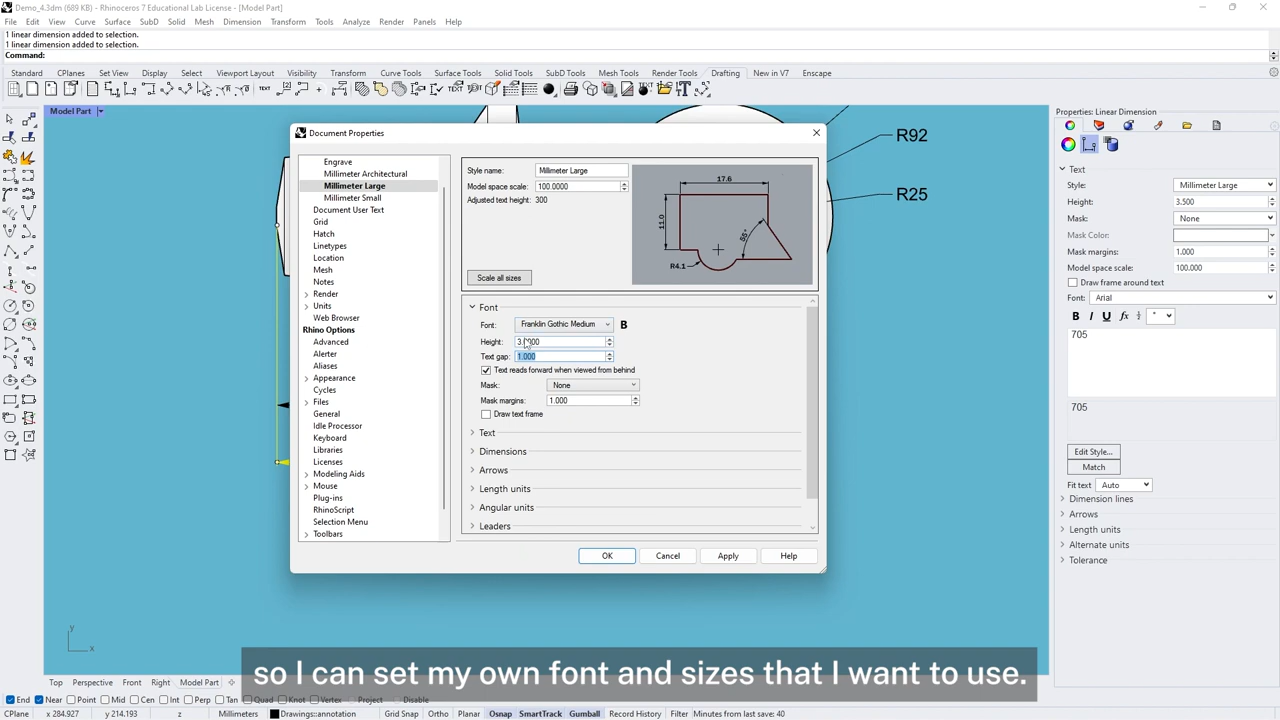 Demo_4.3dm (689 KB) - Rhinoceros 7 Educational Lab License - [Model Part]
File Edit View Curve Surface SubD Solid Mesh Dimension Transform Tools Analyze Render Panels Help
1 linear dimension added to selection.
1 linear dimension added to selection.
Command:
Standard CPlanes Set View Display Select Viewport Layout Visibility Transform Curve Tools Surface Tools Solid Tools SubD Tools Mesh Tools Render Tools Drafting New in V7 Escape
Model Part
R92
R25
Document Properties
Engrave
Millimeter Architectural
Millimeter Large
Millimeter Small
Document User Text
Grid
Hatch
Linetypes
Location
Mesh
Notes
Render
Units
Web Browser
Rhino Options
Advanced
Alerter
Aliases
Appearance
Cycles
Files
General
Idle Processor
Keyboard
Libraries
Licenses
Modeling Aids
Mouse
Plug-ins
RhinoScript
Selection Menu
Toolbars
Style name: Millimeter Large
Model space scale: 100.0000
Adjusted text height: 300
Scale all sizes
17.6
11.0
R4.1
Font
Font: Franklin Gothic Medium B
Height:
Text gap: 1.000
Text reads forward when viewed from behind
Mask: None
Mask margins: 1.000
Draw text frame
Text
Dimensions
Arrows
Length units
Angular units
Leaders
OK Cancel Apply Help
Properties: Linear Dimension
Text
Style: Millimeter Large
Height: 3.500
Mask: None
Mask Color:
Mask margins: 1.000
Model space scale: 100.000
Draw frame around text
Font: Arial
B I U fx
705
705
Edit Style...
Match
Fit text Auto
Dimension lines
Arrows
Length units
Alternate units
Tolerance
y
x
so I can set my own font and sizes that I want to use.
Top Perspective Front Right Model Part
End Near Point Mid Cen Int Perp Tan Quad Knot Vertex Project Disable
CPlane x 284.927 y 214.193 z Millimeters Drawings::annotation Grid Snap Ortho Planar Osnap SmartTrack Gumball Record History Filter Minutes from last save: 40